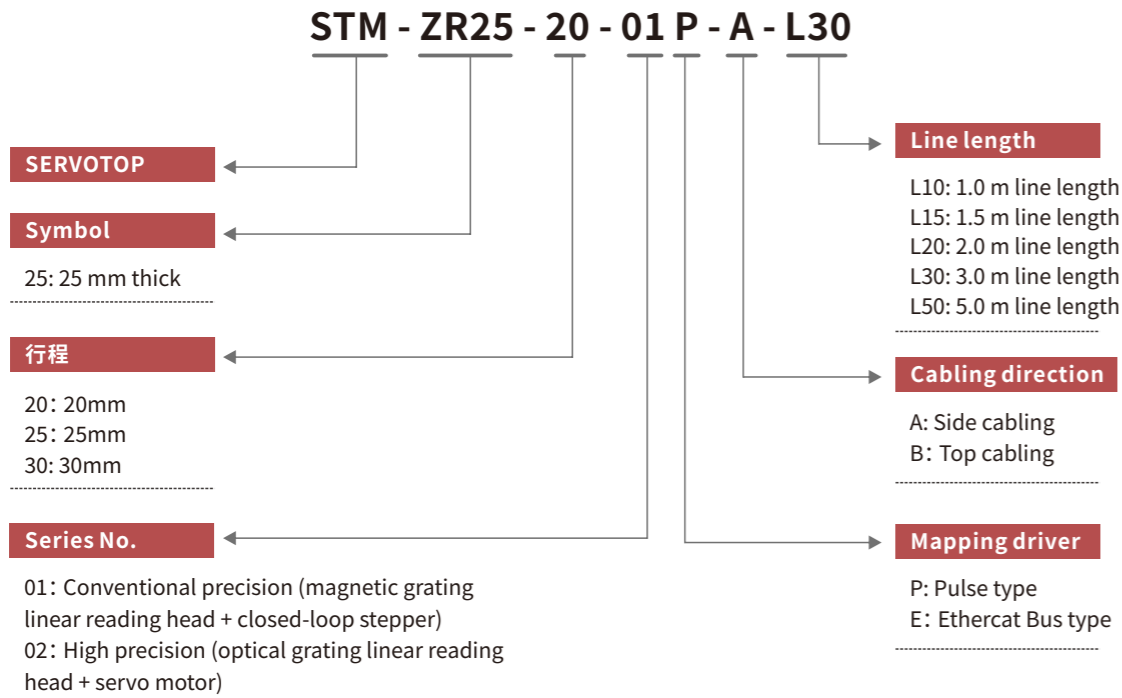 STM - ZR25 - 20 - 01 P - A - L30
SERVOTOP
Symbol
25: 25 mm thick
行程
20：20mm
25：25mm
30: 30mm
Series No.
01：Conventional precision (magnetic grating
linear reading head + closed-loop stepper)
02：High precision (optical grating linear reading
head + servo motor)
Line length
L10: 1.0 m line length
L15: 1.5 m line length
L20: 2.0 m line length
L30: 3.0 m line length
L50: 5.0 m line length
Cabling direction
A: Side cabling
B：Top cabling
Mapping driver
P: Pulse type
E：Ethercat Bus type